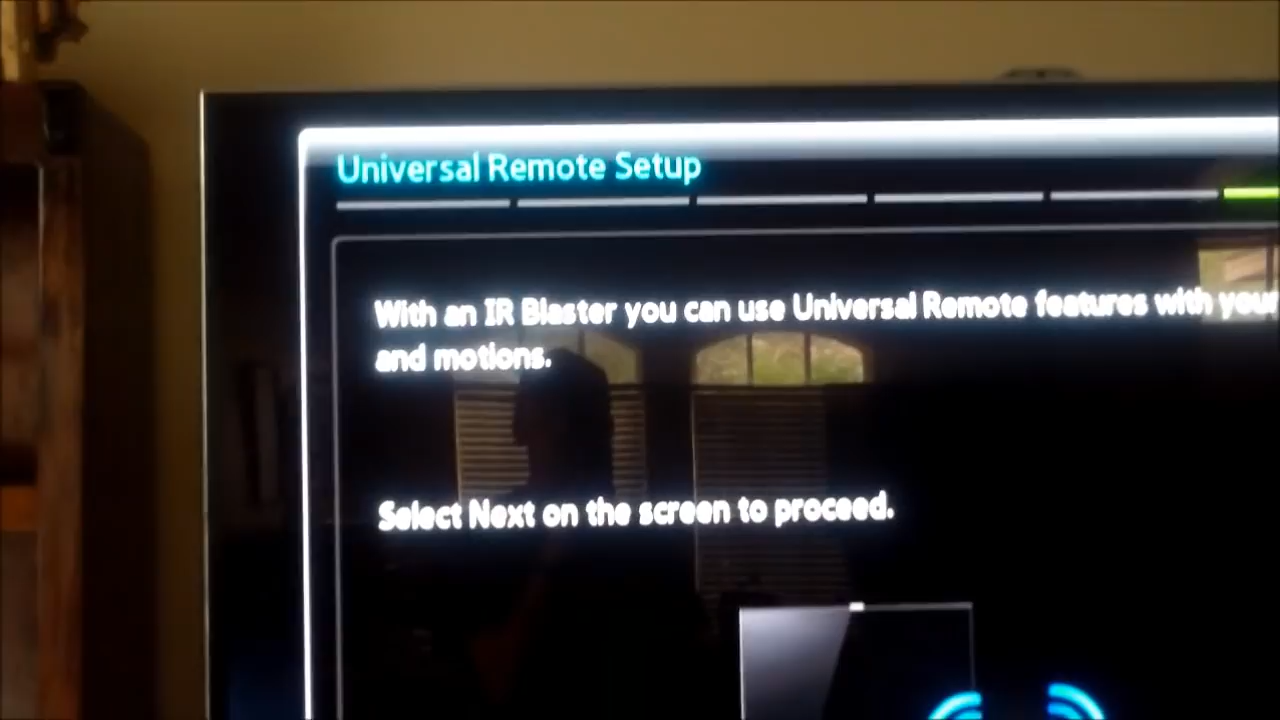 Universal Remote Setup
With an IR Blaster you can use Universal Remote features with your
and motions.
Select Next on the screen to proceed.